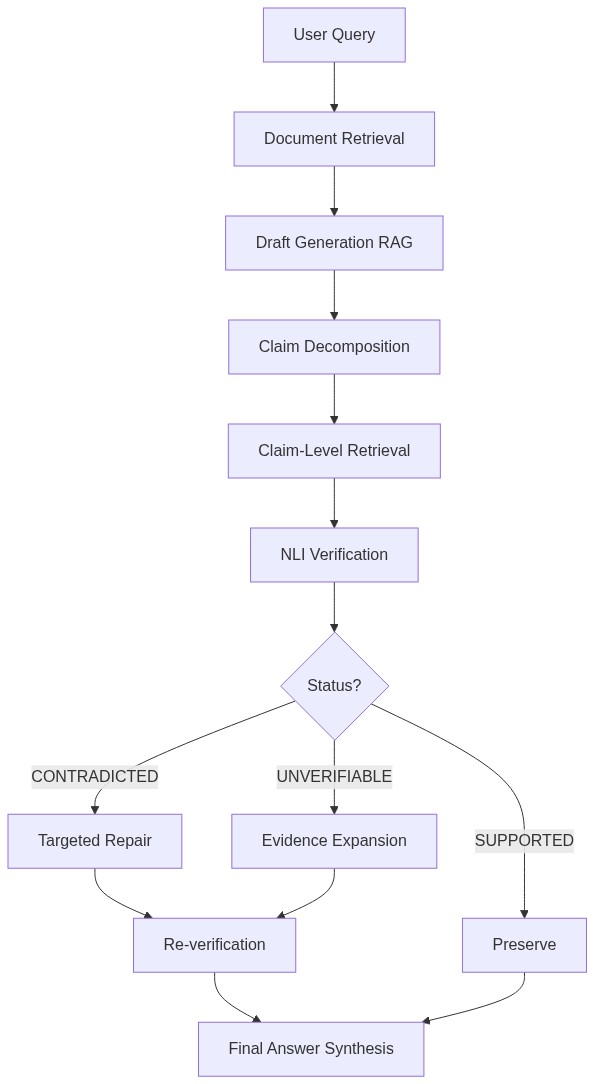 User Query
Document Retrieval
Draft Generation RAG
Claim Decomposition
Claim-Level Retrieval
NLI Verification
Status?
CONTRADICTED
UNVERIFIABLE
SUPPORTED
Targeted Repair
Evidence Expansion
Re-verification
Preserve
Final Answer Synthesis